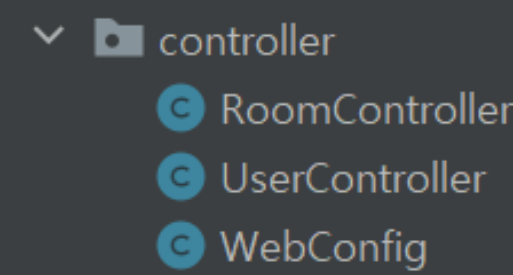 controller
C RoomController
C UserController
C WebConfig